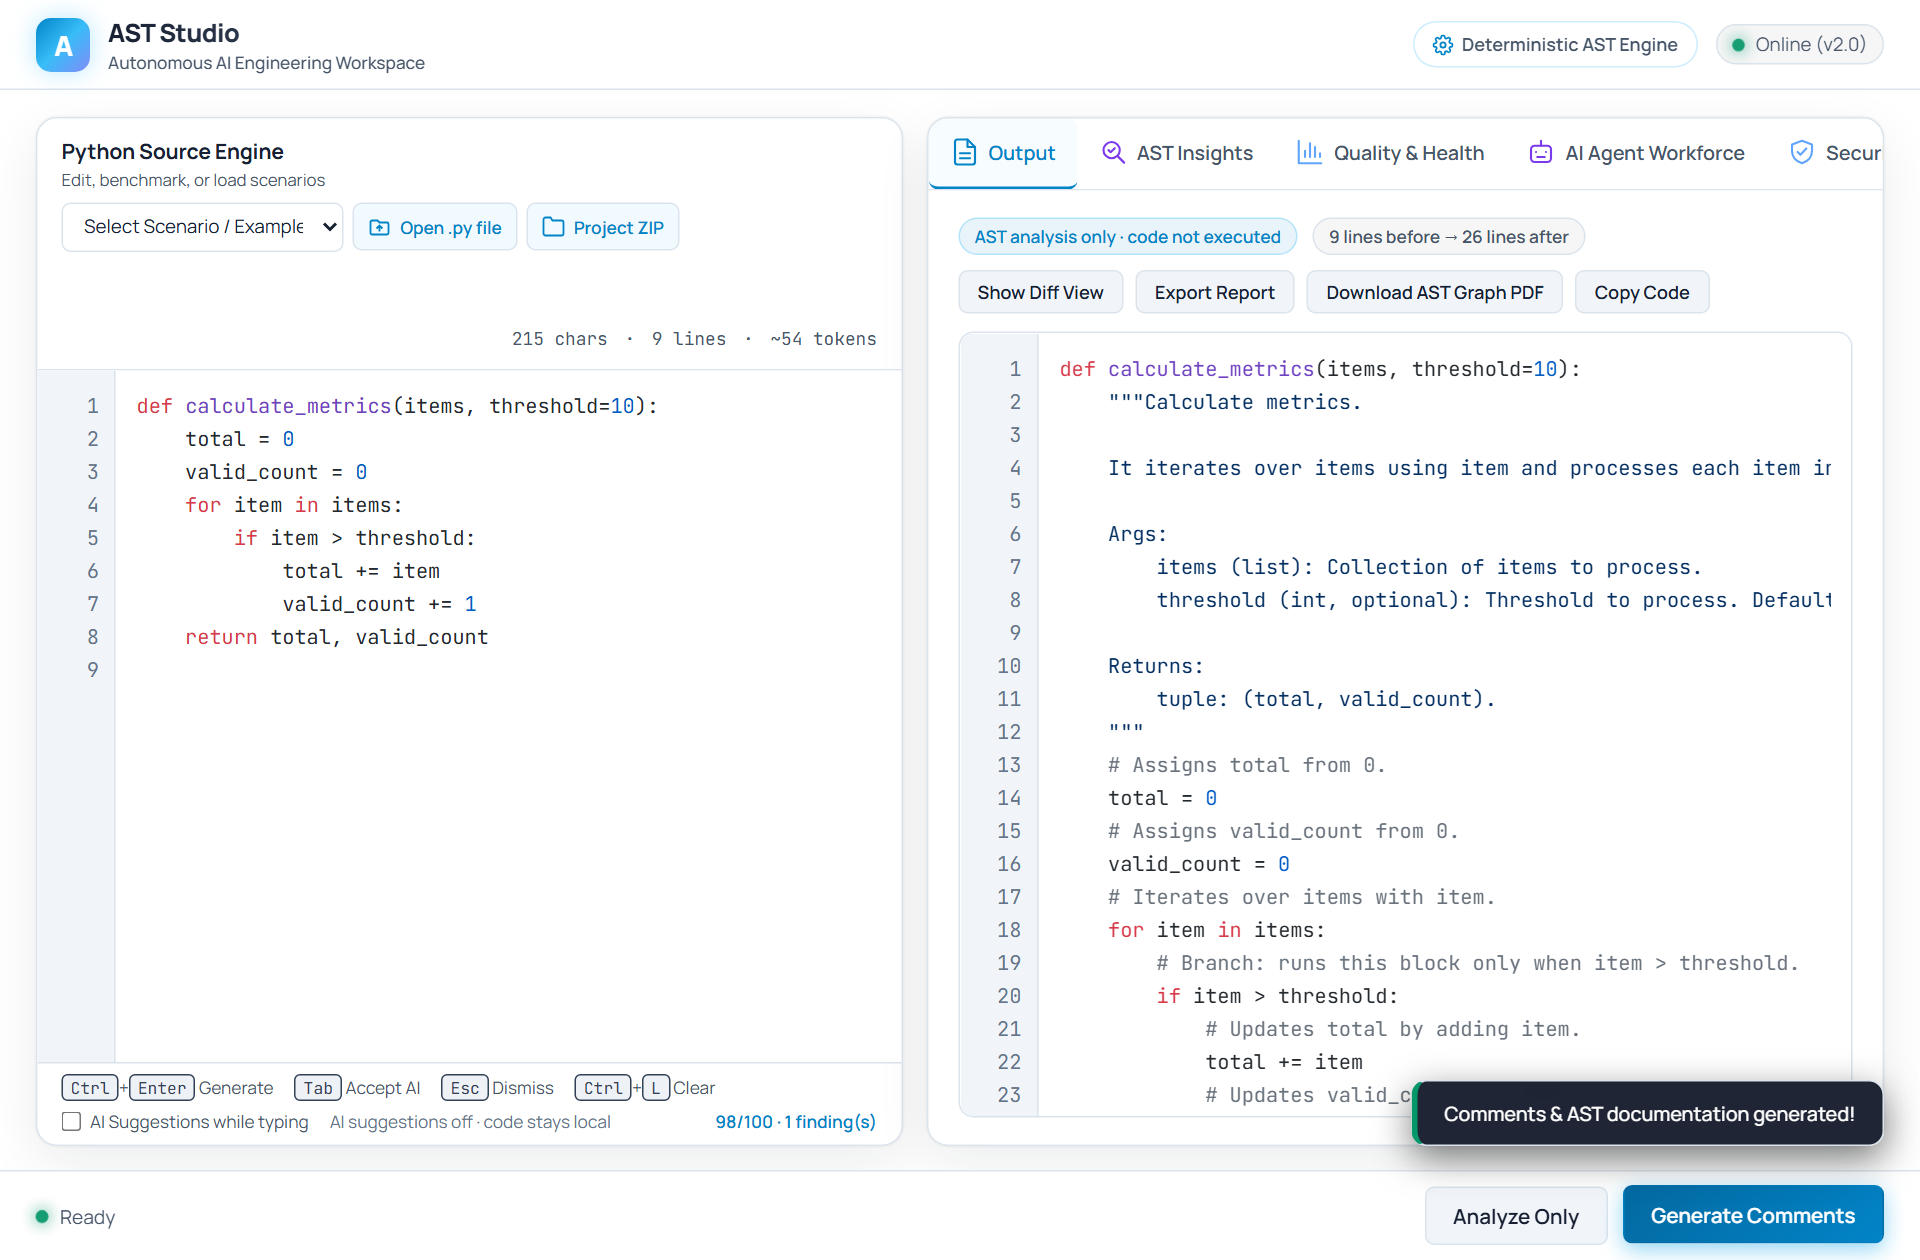 A
AST Studio
Autonomous AI Engineering Workspace
Deterministic AST Engine
Online (v2.0)
Python Source Engine
Edit, benchmark, or load scenarios
Select Scenario / Example
Open .py file
Project ZIP
215 chars · 9 lines · ~54 tokens
1 def calculate_metrics(items, threshold=10):
2 total = 0
3 valid_count = 0
4 for item in items:
5 if item > threshold:
6 total += item
7 valid_count += 1
8 return total, valid_count
9
Ctrl+Enter Generate Tab Accept AI Esc Dismiss Ctrl+L Clear
AI Suggestions while typing AI suggestions off · code stays local 98/100 · 1 finding(s)
Output
AST Insights
Quality & Health
AI Agent Workforce
Secur
AST analysis only · code not executed
9 lines before → 26 lines after
Show Diff View
Export Report
Download AST Graph PDF
Copy Code
1 def calculate_metrics(items, threshold=10):
2 """Calculate metrics.
3
4 It iterates over items using item and processes each item in
5
6 Args:
7 items (list): Collection of items to process.
8 threshold (int, optional): Threshold to process. Default
9
10 Returns:
11 tuple: (total, valid_count).
12 """
13 # Assigns total from 0.
14 total = 0
15 # Assigns valid_count from 0.
16 valid_count = 0
17 # Iterates over items with item.
18 for item in items:
19 # Branch: runs this block only when item > threshold.
20 if item > threshold:
21 # Updates total by adding item.
22 total += item
23 # Updates valid_c
Comments & AST documentation generated!
Ready
Analyze Only
Generate Comments